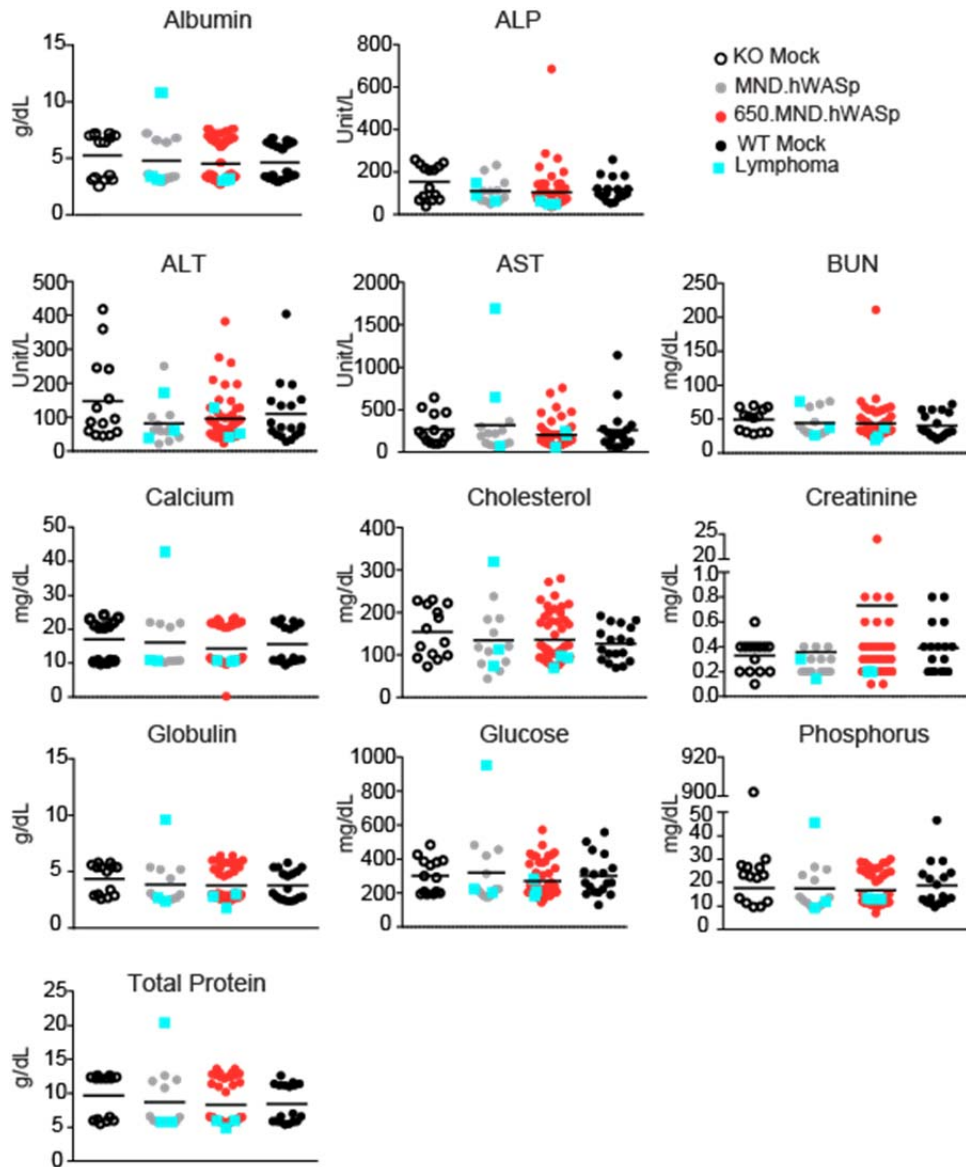 Albumin
15
10
5
0
g/dL
ALP
800
600
400
200
0
Unit/L
KO Mock
MND.hWASp
650.MND.hWASp
WT Mock
Lymphoma
ALT
500
400
300
200
100
0
Unit/L
AST
2000
1500
1000
500
0
Unit/L
BUN
250
200
150
100
50
0
mg/dL
Calcium
50
40
30
20
10
0
mg/dL
Cholesterol
400
300
200
100
0
mg/dL
Creatinine
25
20
1.0
0.8
0.6
0.4
0.2
0.0
mg/dL
Globulin
15
10
5
0
g/dL
Glucose
1000
800
600
400
200
0
mg/dL
Phosphorus
920
900
50
40
30
20
10
0
mg/dL
Total Protein
25
20
15
10
5
0
g/dL